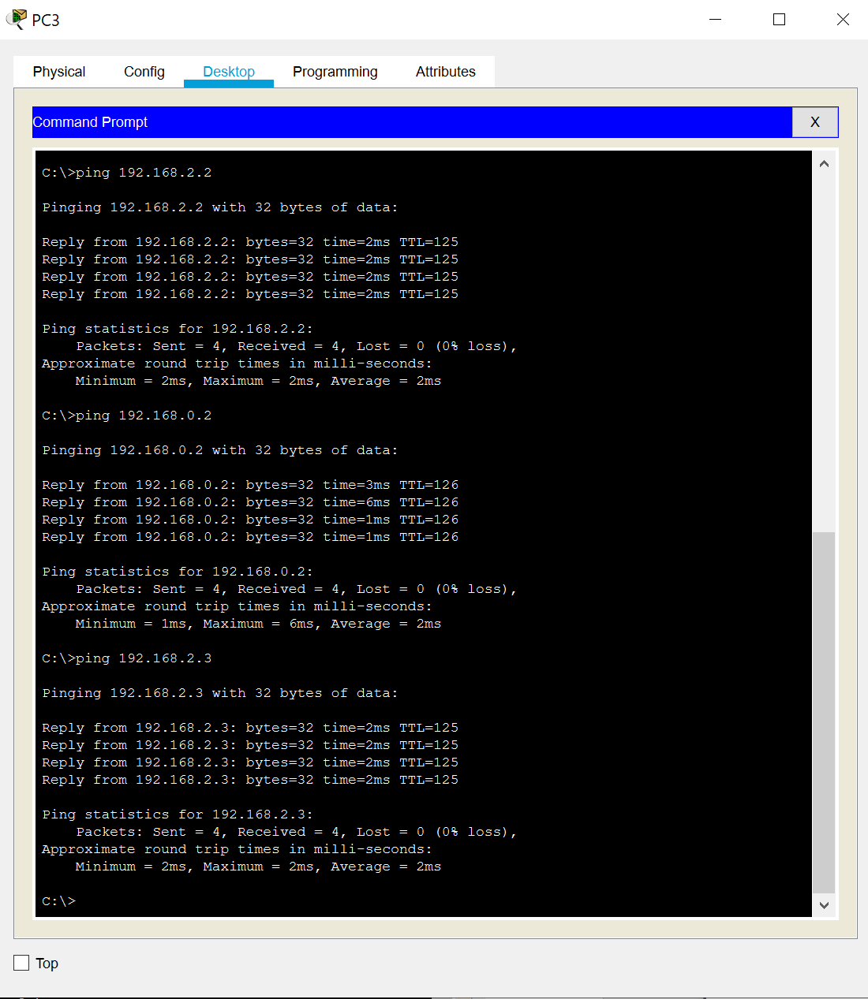 PC3
Physical Config Desktop Programming Attributes
Command Prompt X
C:\>ping 192.168.2.2
Pinging 192.168.2.2 with 32 bytes of data:
Reply from 192.168.2.2: bytes=32 time=2ms TTL=125
Reply from 192.168.2.2: bytes=32 time=2ms TTL=125
Reply from 192.168.2.2: bytes=32 time=2ms TTL=125
Reply from 192.168.2.2: bytes=32 time=2ms TTL=125
Ping statistics for 192.168.2.2:
    Packets: Sent = 4, Received = 4, Lost = 0 (0% loss),
Approximate round trip times in milli-seconds:
    Minimum = 2ms, Maximum = 2ms, Average = 2ms
C:\>ping 192.168.0.2
Pinging 192.168.0.2 with 32 bytes of data:
Reply from 192.168.0.2: bytes=32 time=3ms TTL=126
Reply from 192.168.0.2: bytes=32 time=6ms TTL=126
Reply from 192.168.0.2: bytes=32 time=1ms TTL=126
Reply from 192.168.0.2: bytes=32 time=1ms TTL=126
Ping statistics for 192.168.0.2:
    Packets: Sent = 4, Received = 4, Lost = 0 (0% loss),
Approximate round trip times in milli-seconds:
    Minimum = 1ms, Maximum = 6ms, Average = 2ms
C:\>ping 192.168.2.3
Pinging 192.168.2.3 with 32 bytes of data:
Reply from 192.168.2.3: bytes=32 time=2ms TTL=125
Reply from 192.168.2.3: bytes=32 time=2ms TTL=125
Reply from 192.168.2.3: bytes=32 time=2ms TTL=125
Reply from 192.168.2.3: bytes=32 time=2ms TTL=125
Ping statistics for 192.168.2.3:
    Packets: Sent = 4, Received = 4, Lost = 0 (0% loss),
Approximate round trip times in milli-seconds:
    Minimum = 2ms, Maximum = 2ms, Average = 2ms
C:\>
Top